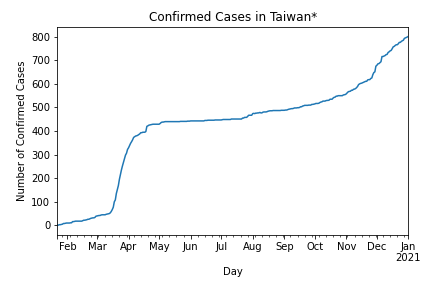 Confirmed Cases in Taiwan*
Number of Confirmed Cases
800
700
600
500
400
300
200
100
0
Feb Mar Apr May Jun Jul Aug Sep Oct Nov Dec Jan
2021
Day